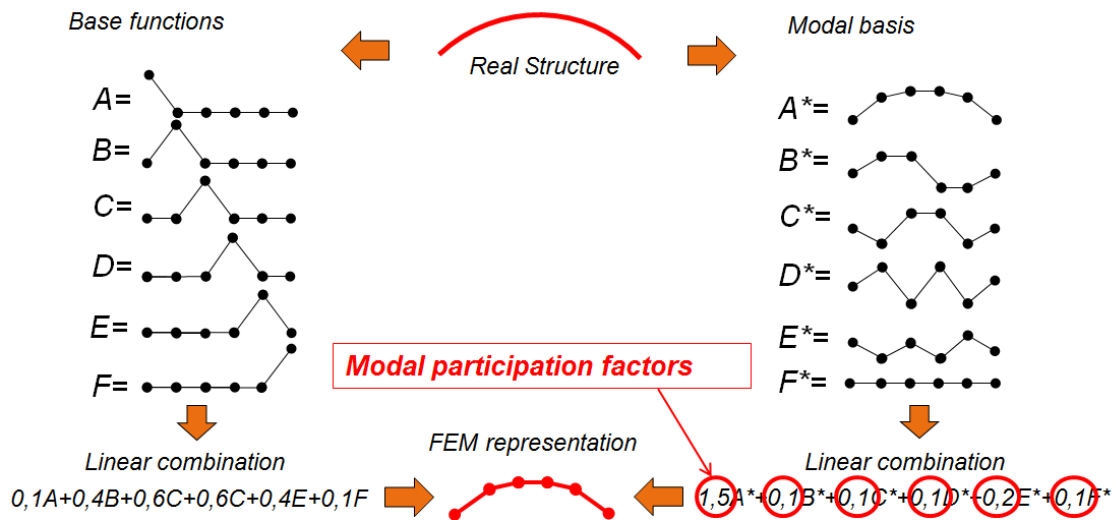 Base functions
Real Structure
Modal basis
A=
B=
C=
D=
E=
F=
A*=
B*=
C*=
D*=
E*=
F*=
Modal participation factors
Linear combination
0,1A+0,4B+0,6C+0,6C+0,4E+0,1F
FEM representation
Linear combination
1,5A*+0,1B*+0,1C*+0,1D*-0,2E*+0,1F*